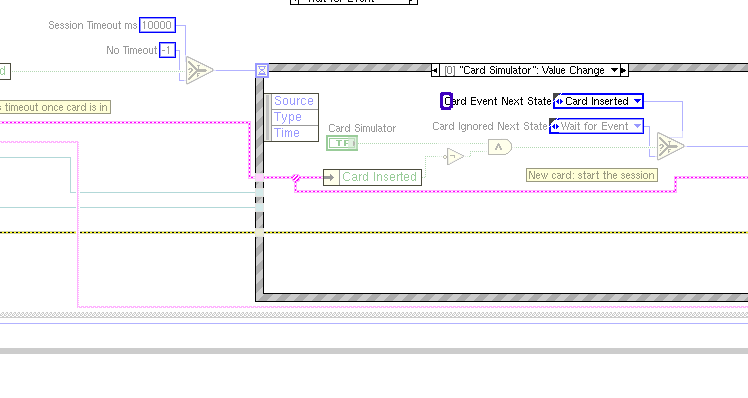 Wait for Event
Session Timeout ms 10000
No Timeout -1
d
[0] "Card Simulator": Value Change
s timeout once card is in
Source
Type
Time
Card Event Next State Card Inserted
Card Simulator
TF
Card Ignored Next State Wait for Event
Card Inserted
New card: start the session